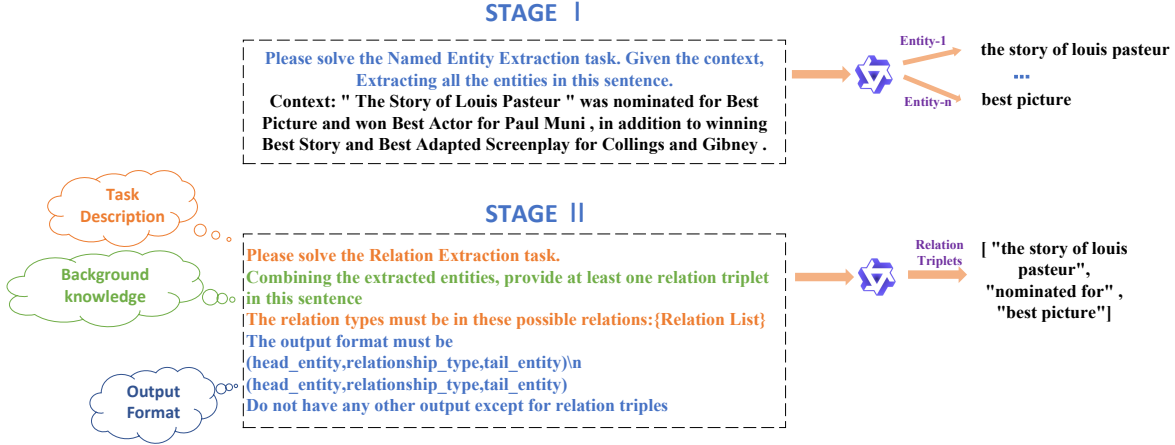 STAGE I
Please solve the Named Entity Extraction task. Given the context,
Extracting all the entities in this sentence.
Context: " The Story of Louis Pasteur " was nominated for Best
Picture and won Best Actor for Paul Muni , in addition to winning
Best Story and Best Adapted Screenplay for Collings and Gibney .
Entity-1
the story of louis pasteur
...
Entity-n
best picture
STAGE II
Task
Description
Background
knowledge
Output
Format
Please solve the Relation Extraction task.
Combining the extracted entities, provide at least one relation triplet
in this sentence
The relation types must be in these possible relations:{Relation List}
The output format must be
(head_entity,relationship_type,tail_entity)\n
(head_entity,relationship_type,tail_entity)
Do not have any other output except for relation triples
Relation
Triplets
[ "the story of louis
pasteur",
"nominated for" ,
"best picture"]